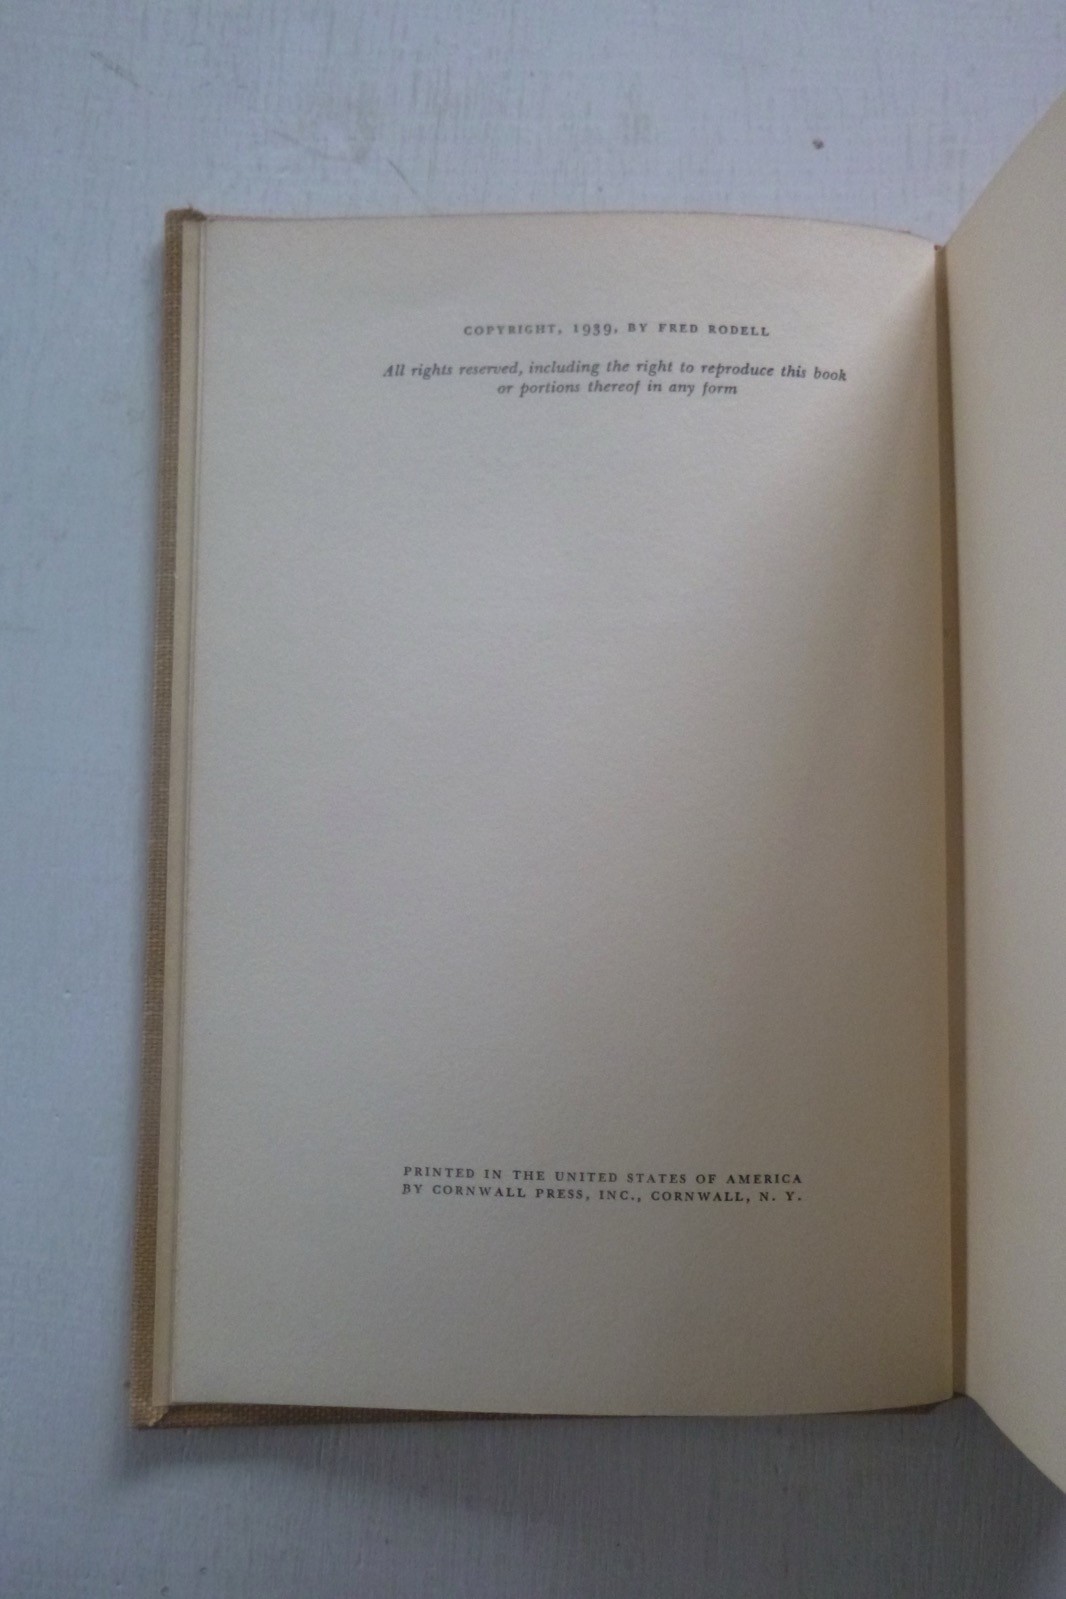 COPYRIGHT, 1939, BY FRED RODELL
All rights reserved, including the right to reproduce this book
or portions thereof in any form
PRINTED IN THE UNITED STATES OF AMERICA
BY CORNWALL PRESS, INC., CORNWALL, N. Y.